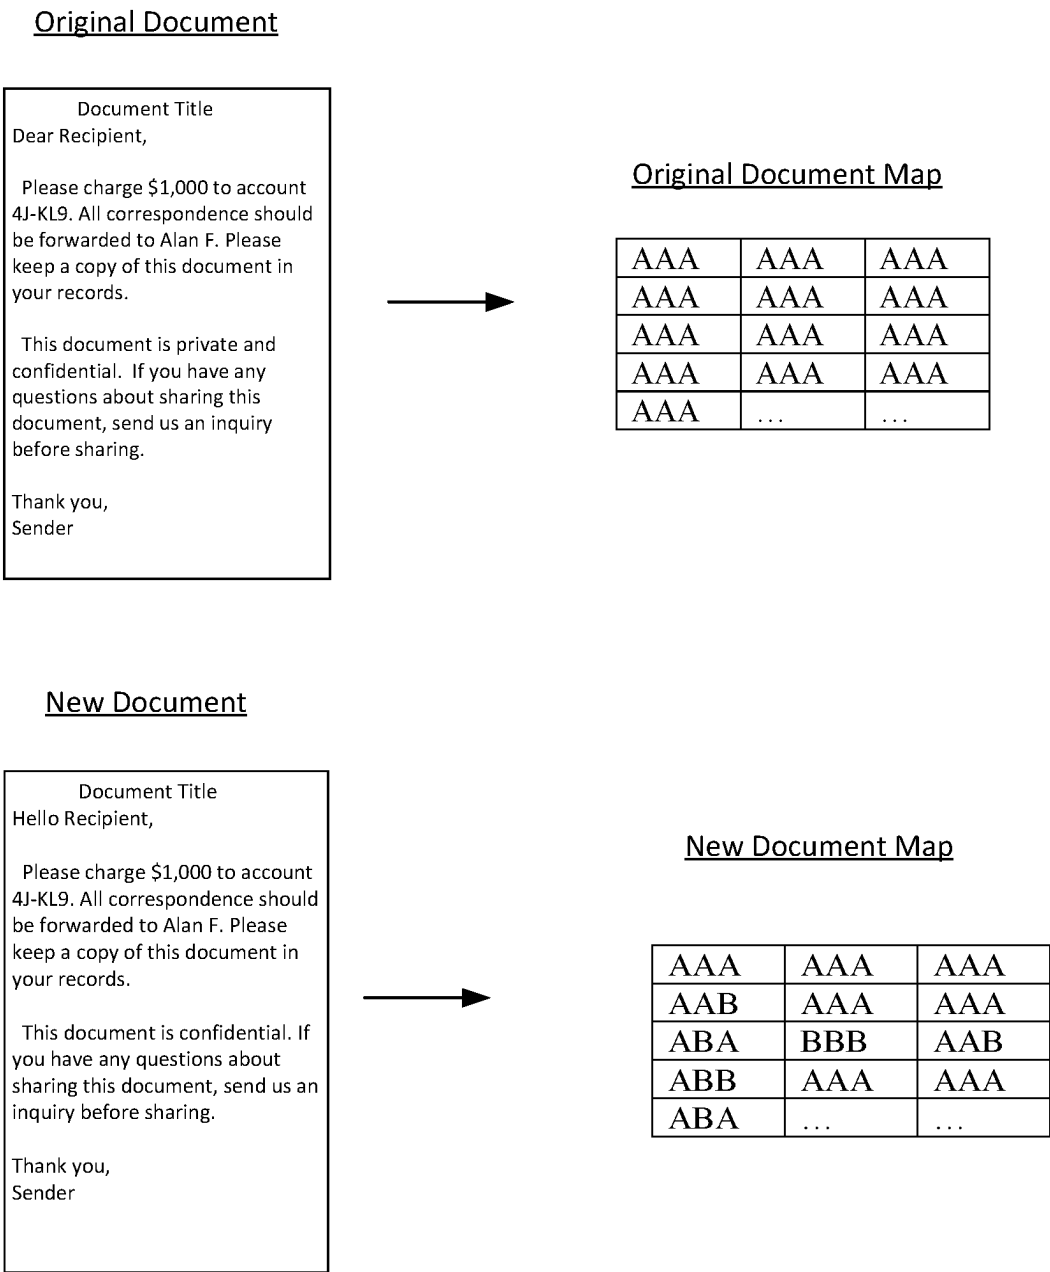 Original Document
Document Title
Dear Recipient,
Please charge $1,000 to account
4J-KL9. All correspondence should
be forwarded to Alan F. Please
keep a copy of this document in
your records.
This document is private and
confidential.  If you have any
questions about sharing this
document, send us an inquiry
before sharing.
Thank you,
Sender
Original Document Map
AAA AAA AAA
AAA AAA AAA
AAA AAA AAA
AAA AAA AAA
AAA ... ...
New Document
Document Title
Hello Recipient,
Please charge $1,000 to account
4J-KL9. All correspondence should
be forwarded to Alan F. Please
keep a copy of this document in
your records.
This document is confidential. If
you have any questions about
sharing this document, send us an
inquiry before sharing.
Thank you,
Sender
New Document Map
AAA AAA AAA
AAB AAA AAA
ABA BBB AAB
ABB AAA AAA
ABA ... ...